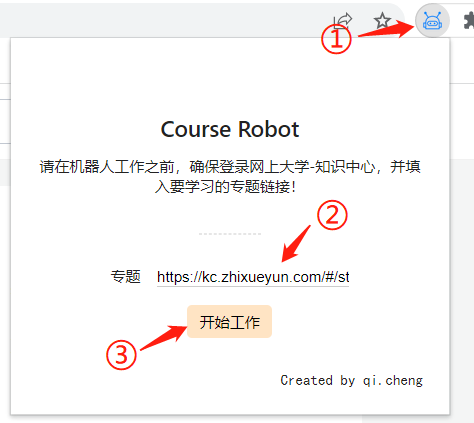 ①
Course Robot
请在机器人工作之前，确保登录网上大学-知识中心，并填
入要学习的专题链接！
②
专题 https://kc.zhixueyun.com/#/st
开始工作
③
Created by qi.cheng